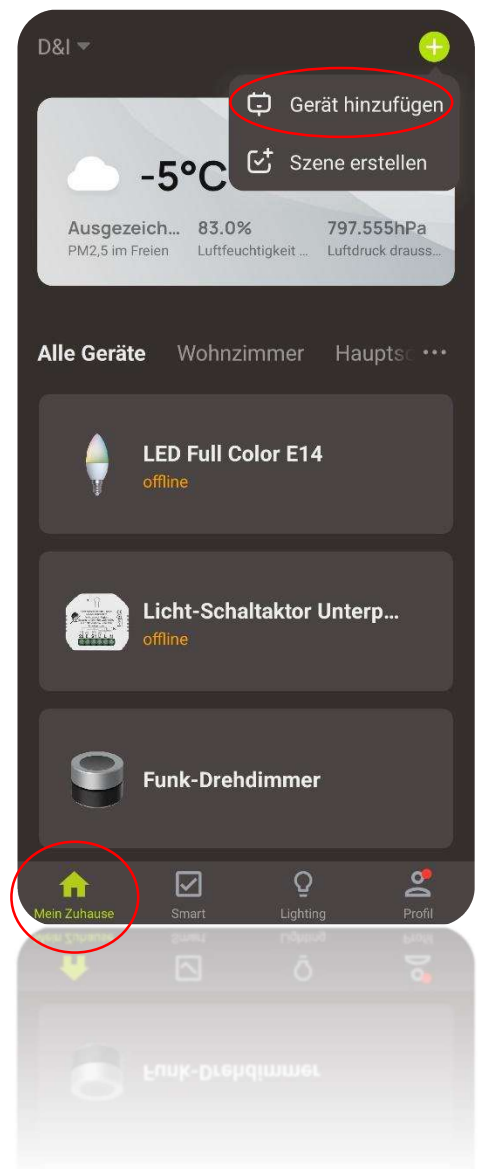 D&I
Gerät hinzufügen
Szene erstellen
-5°C
Ausgezeich... 83.0% 797.555hPa
PM2,5 im Freien Luftfeuchtigkeit ... Luftdruck drauss...
Alle Geräte Wohnzimmer Hauptsc ...
LED Full Color E14
offline
Licht-Schaltaktor Unterp...
offline
Funk-Drehdimmer
Mein Zuhause Smart Lighting Profil